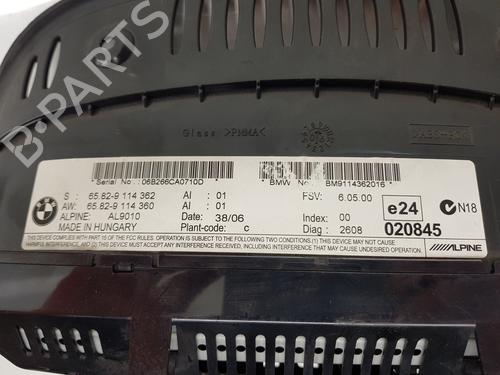 B-PARTS
Glass >PMMA<
>ABS+PC<
*Serial No :06B266CA0710D * *BMW No :BM9114362016 *
BMW S : 65.82-9 114 362 AI : 01 FSV: 6.05.00 e24 N18
AW: 65.82-9 114 360 AI : 01
ALPINE: AL9010 Date: 38/06 Index: 00
MADE IN HUNGARY Plant-code: c Diag : 2608 020845 ALPINE
THIS DEVICE COMPLIES WITH PART 15 OF THE FCC RULES. OPERATION IS SUBJECT TO THE FOLLOWING TWO CONDITIONS: (1) THIS DEVICE
MAY NOT CAUSE HARMFUL INTERFERENCE, AND (2) THIS DEVICE MUST ACCEPT ANY INTERFERENCE RECEIVED, INCLUDING
INTERFERENCE THAT MAY CAUSE UNDESIRED OPERATION.